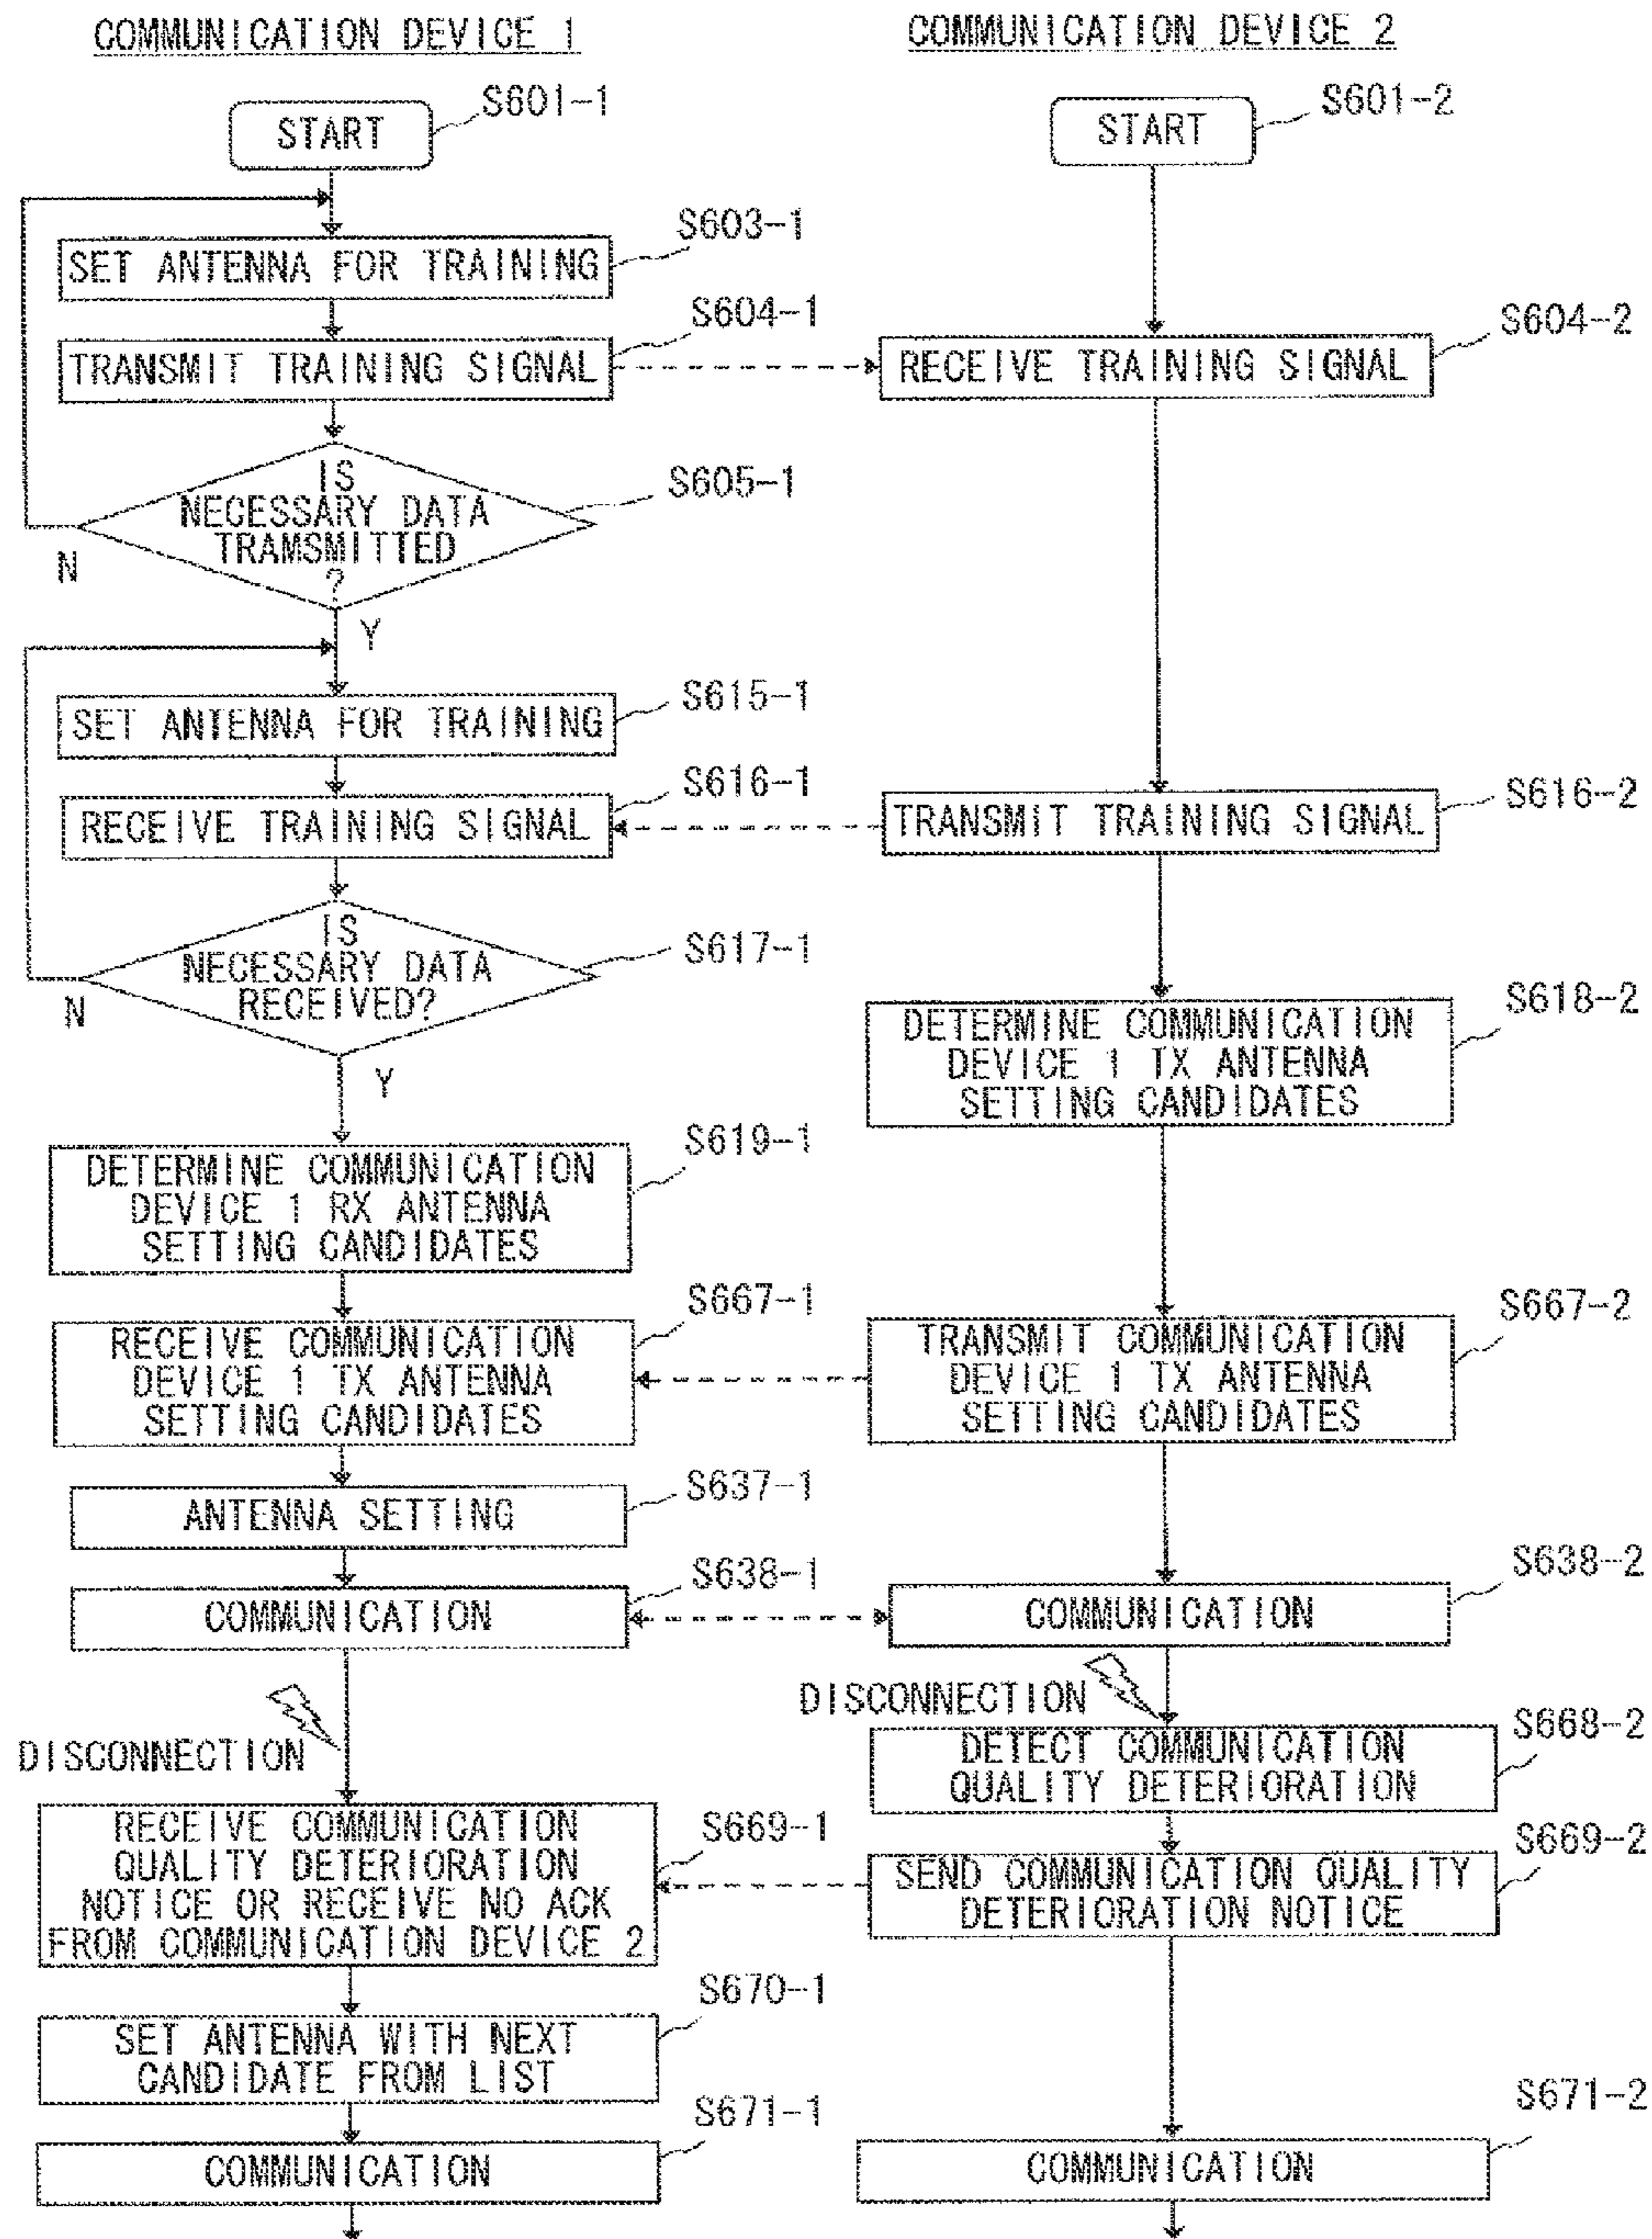 COMMUNICATION DEVICE 1
COMMUNICATION DEVICE 2
START
S601-1
START
S601-2
SET ANTENNA FOR TRAINING
S603-1
TRANSMIT TRAINING SIGNAL
S604-1
RECEIVE TRAINING SIGNAL
S604-2
IS
NECESSARY DATA
TRAMSMITTED
?
S605-1
N
Y
SET ANTENNA FOR TRAINING
S615-1
RECEIVE TRAINING SIGNAL
S616-1
TRANSMIT TRAINING SIGNAL
S616-2
IS
NECESSARY DATA
RECEIVED?
S617-1
N
Y
DETERMINE COMMUNICATION
DEVICE 1 TX ANTENNA
SETTING CANDIDATES
S618-2
DETERMINE COMMUNICATION
DEVICE 1 RX ANTENNA
SETTING CANDIDATES
S619-1
RECEIVE COMMUNICATION
DEVICE 1 TX ANTENNA
SETTING CANDIDATES
S667-1
TRANSMIT COMMUNICATION
DEVICE 1 TX ANTENNA
SETTING CANDIDATES
S667-2
ANTENNA SETTING
S637-1
COMMUNICATION
S638-1
COMMUNICATION
S638-2
DISCONNECTION
DISCONNECTION
DETECT COMMUNICATION
QUALITY DETERIORATION
S668-2
RECEIVE COMMUNICATION
QUALITY DETERIORATION
NOTICE OR RECEIVE NO ACK
FROM COMMUNICATION DEVICE 2
S669-1
SEND COMMUNICATION QUALITY
DETERIORATION NOTICE
S669-2
SET ANTENNA WITH NEXT
CANDIDATE FROM LIST
S670-1
COMMUNICATION
S671-1
COMMUNICATION
S671-2